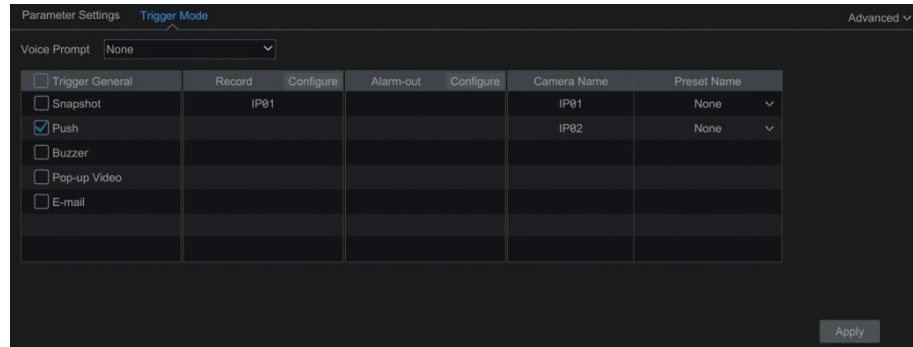 Parameter Settings Trigger Mode Advanced
Voice Prompt None
Trigger General Record Configure Alarm-out Configure Camera Name Preset Name
Snapshot IP01 IP01 None
Push IP02 None
Buzzer
Pop-up Video
E-mail
Apply